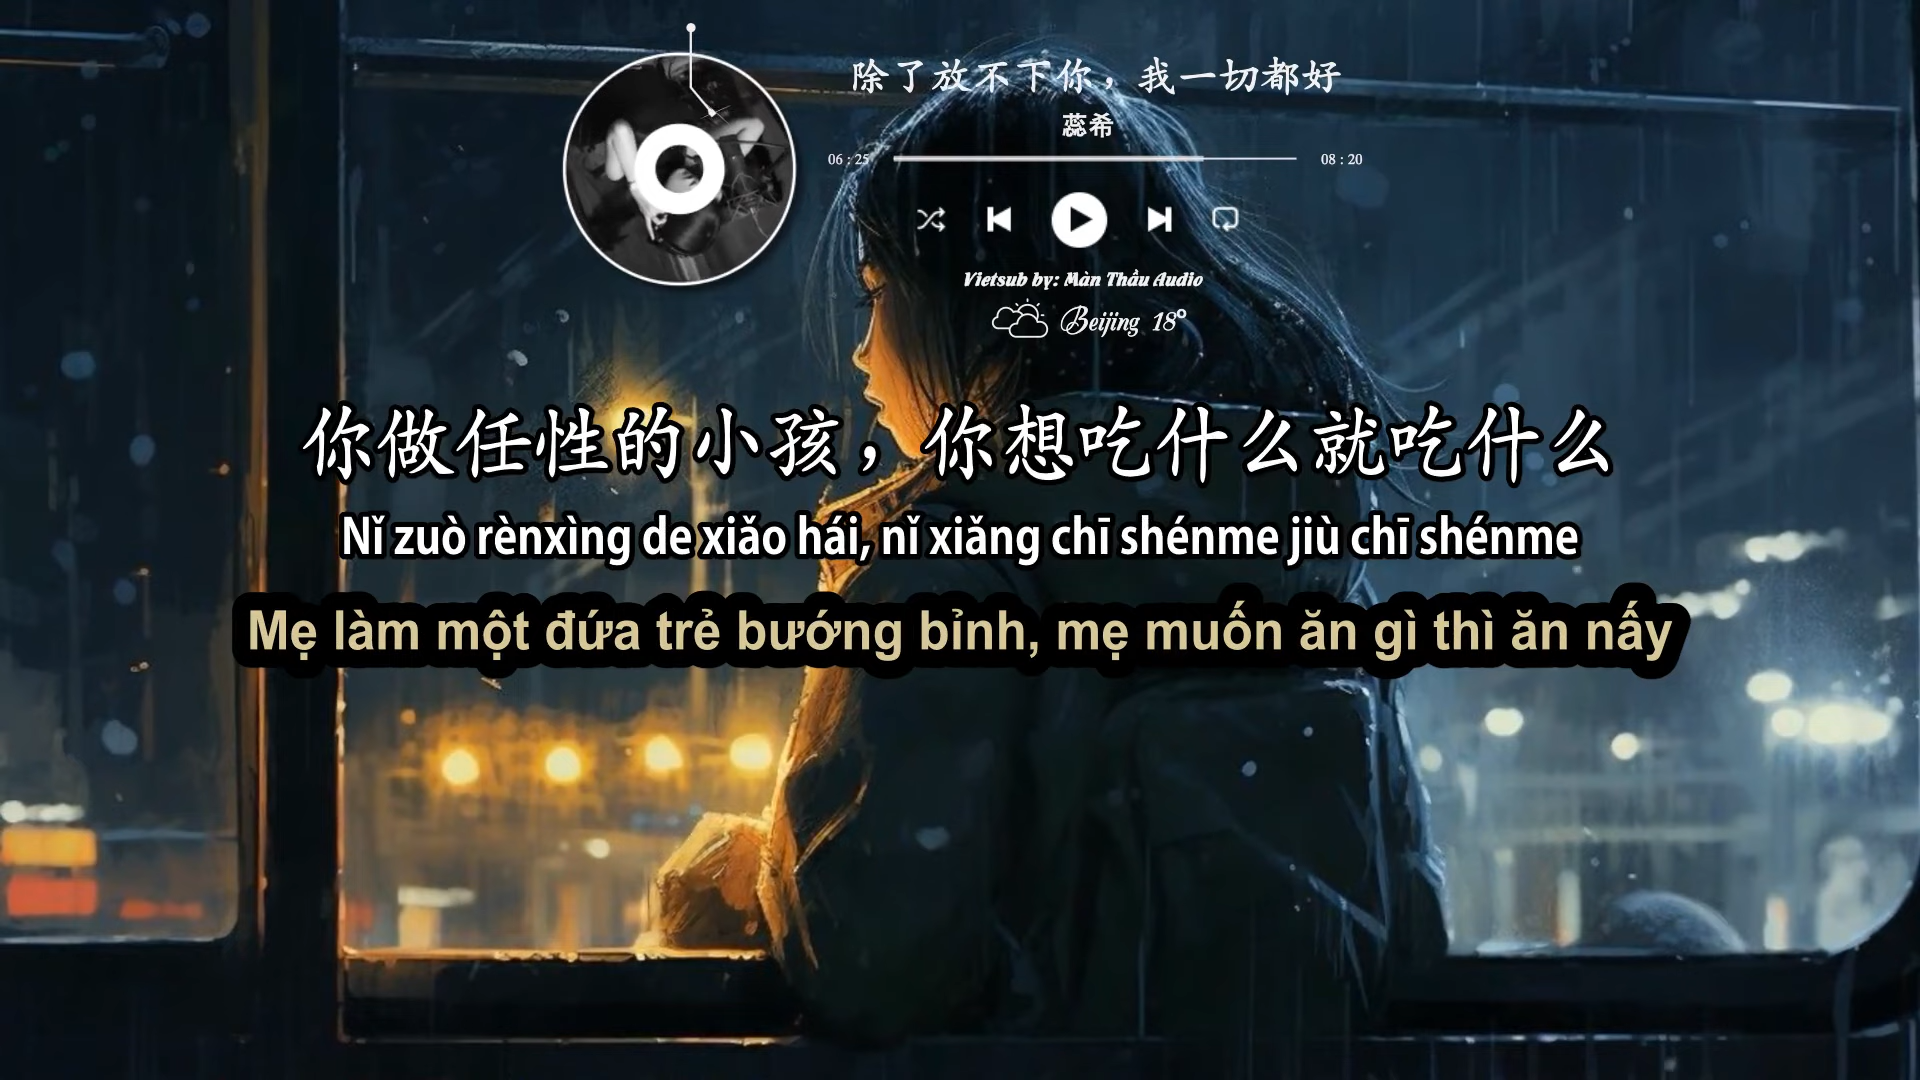 除了放不下你，我一切都好
蕊希
06 : 25
08 : 20
Vietsub by: Màn Thầu Audio
Beijing 18°
你做任性的小孩，你想吃什么就吃什么
Nǐ zuò rènxìng de xiǎo hái, nǐ xiǎng chī shénme jiù chī shénme
Mẹ làm một đứa trẻ bướng bỉnh, mẹ muốn ăn gì thì ăn nấy